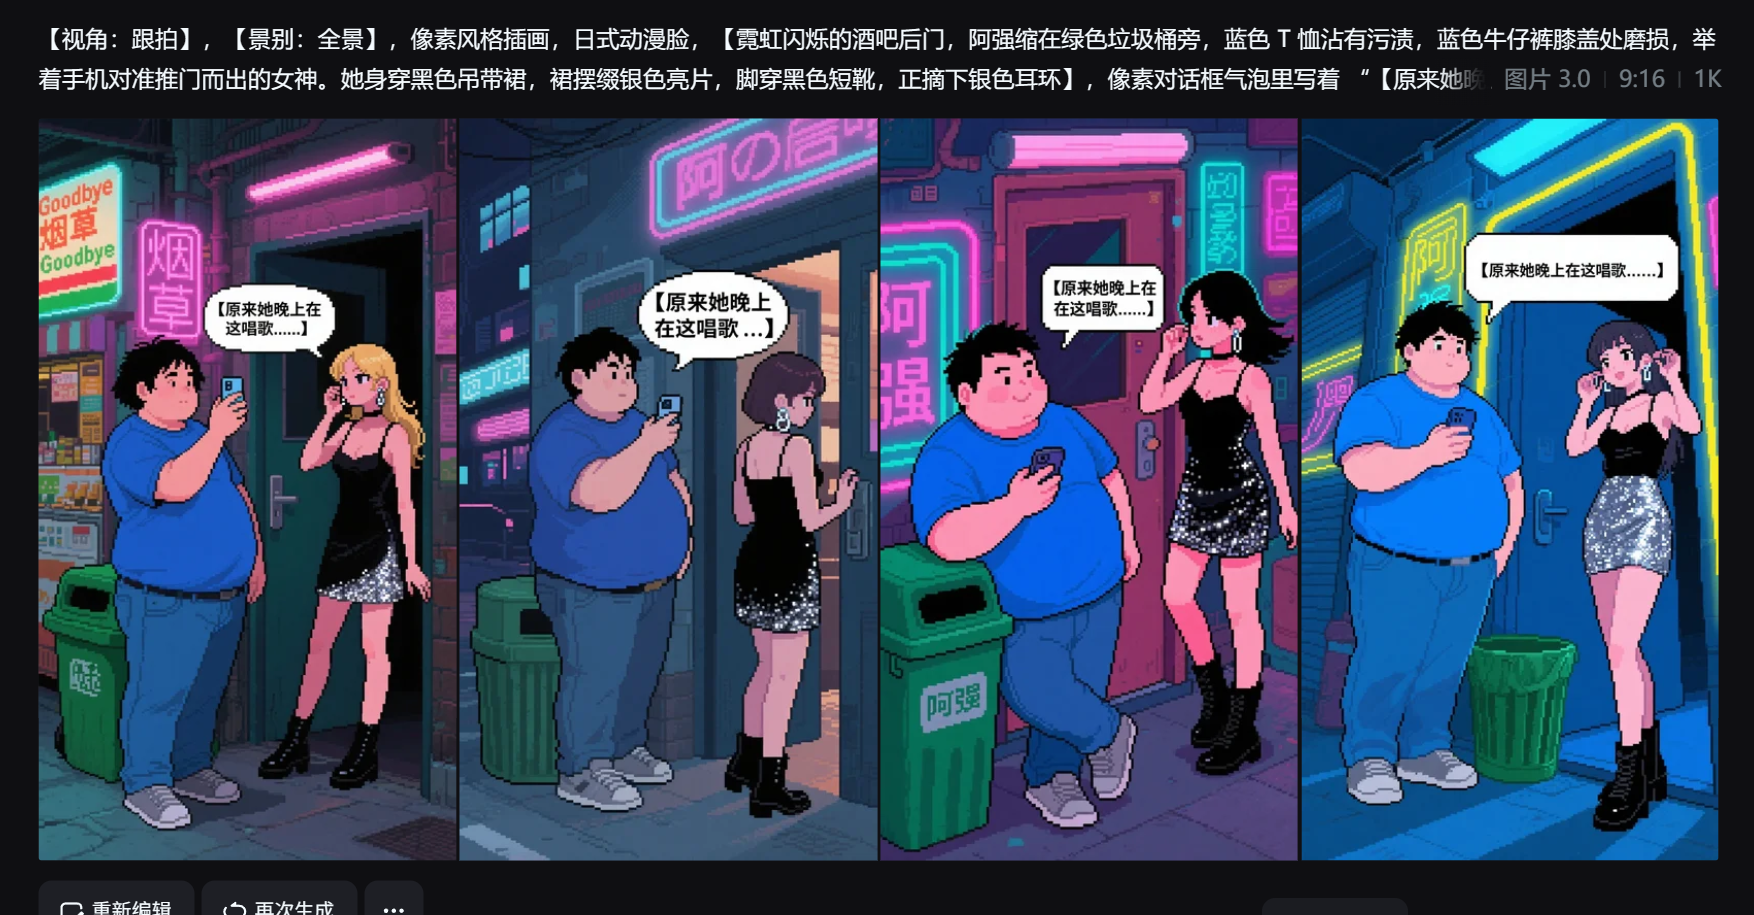 【视角：跟拍】，【景别：全景】，像素风格插画，日式动漫脸，【霓虹闪烁的酒吧后门，阿强缩在绿色垃圾桶旁，蓝色 T 恤沾有污渍，蓝色牛仔裤膝盖处磨损，举
着手机对准推门而出的女神。她身穿黑色吊带裙，裙摆缀银色亮片，脚穿黑色短靴，正摘下银色耳环】，像素对话框气泡里写着 “【原来她晚
图片 3.0 | 9:16 | 1K
Goodbye
烟草
Goodbye
烟
草
【原来她晚上在
这唱歌......】
阿の
【原来她晚上
在这唱歌 ...】
阿
强
【原来她晚上在
在这唱歌......】
阿强
阿
【原来她晚上在这唱歌......】
重新编辑
再次生成
...